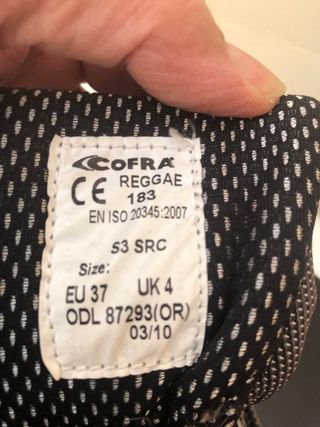 COFRA
CE REGGAE
183
EN ISO 20345:2007
S3 SRC
Size:
EU 37 UK 4
ODL 87293(OR)
03/10